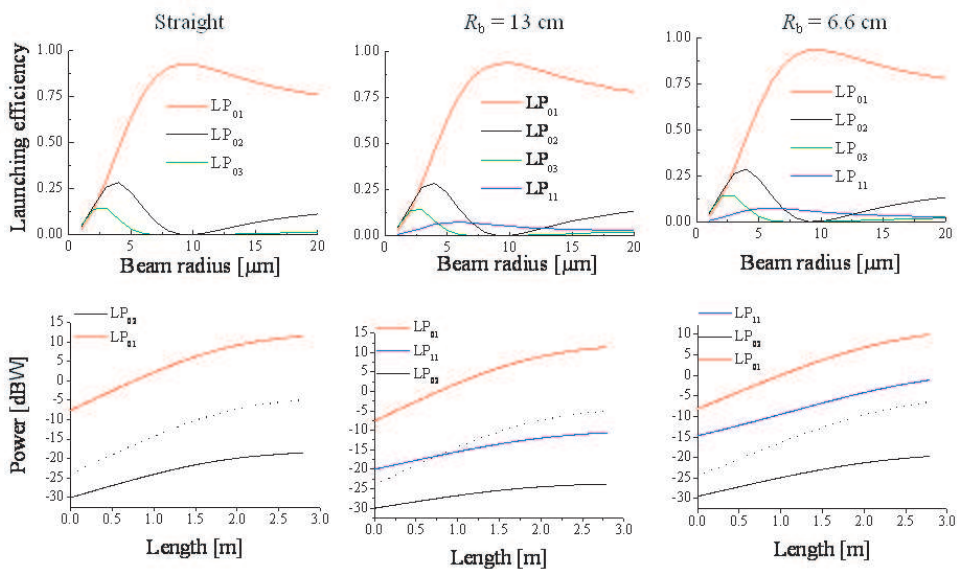 Straight
Launching efficiency
1.00
0.75
0.50
0.25
0.00
LP01
LP02
LP03
0 5 10 15 20
Beam radius [µm]
Rb = 13 cm
1.00
0.75
0.50
0.25
0.00
LP01
LP02
LP03
LP11
0 5 10 15 20
Beam radius [µm]
Rb = 6.6 cm
1.00
0.75
0.50
0.25
0.00
LP01
LP02
LP03
LP11
0 5 10 15 20
Beam radius [µm]
Power [dBW]
15
10
5
0
-5
-10
-15
-20
-25
-30
LP03
LP01
0.0 0.5 1.0 1.5 2.0 2.5 3.0
Length [m]
15
10
5
0
-5
-10
-15
-20
-25
-30
LP01
LP11
LP03
0.0 0.5 1.0 1.5 2.0 2.5 3.0
Length [m]
10
5
0
-5
-10
-15
-20
-25
-30
LP11
LP03
LP01
0.0 0.5 1.0 1.5 2.0 2.5 3.0
Length [m]